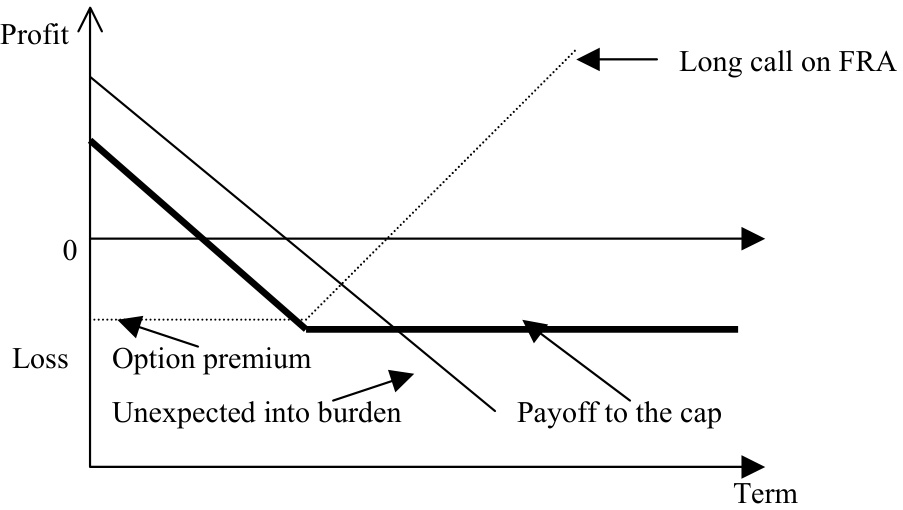 Profit
Long call on FRA
0
Loss
Option premium
Unexpected into burden
Payoff to the cap
Term